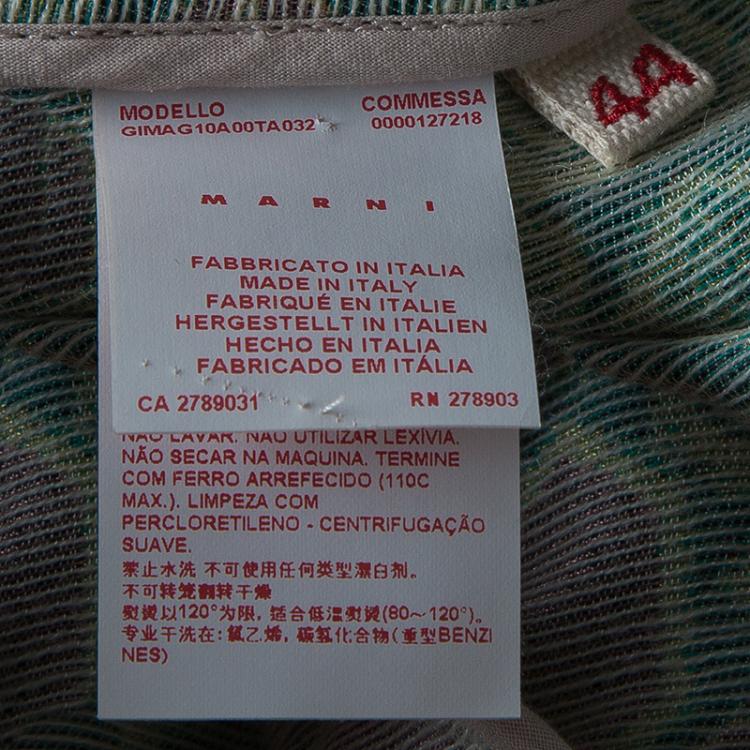 MODELLO
GIMAG10A00TA032
COMMESSA
0000127218
44
MARNI
FABBRICATO IN ITALIA
MADE IN ITALY
FABRIQUÉ EN ITALIE
HERGESTELLT IN ITALIEN
HECHO EN ITALIA
FABRICADO EM ITÁLIA
CA 2789031
RN 278903
NAO LAVAR. NAO UTILIZAR LEXÍVIA.
NÃO SECAR NA MAQUINA. TERMINE
COM FERRO ARREFECIDO (110C
MAX.). LIMPEZA COM
PERCLORETILENO - CENTRIFUGAÇÃO
SUAVE.
禁止水洗 不可使用任何类型漂白剂。
不可转笼翻转干燥
熨烫以120°为限, 适合低温熨烫(80～120°)。
专业干洗在: 氯乙烯, 碳氢化合物(重型BENZI
NES)